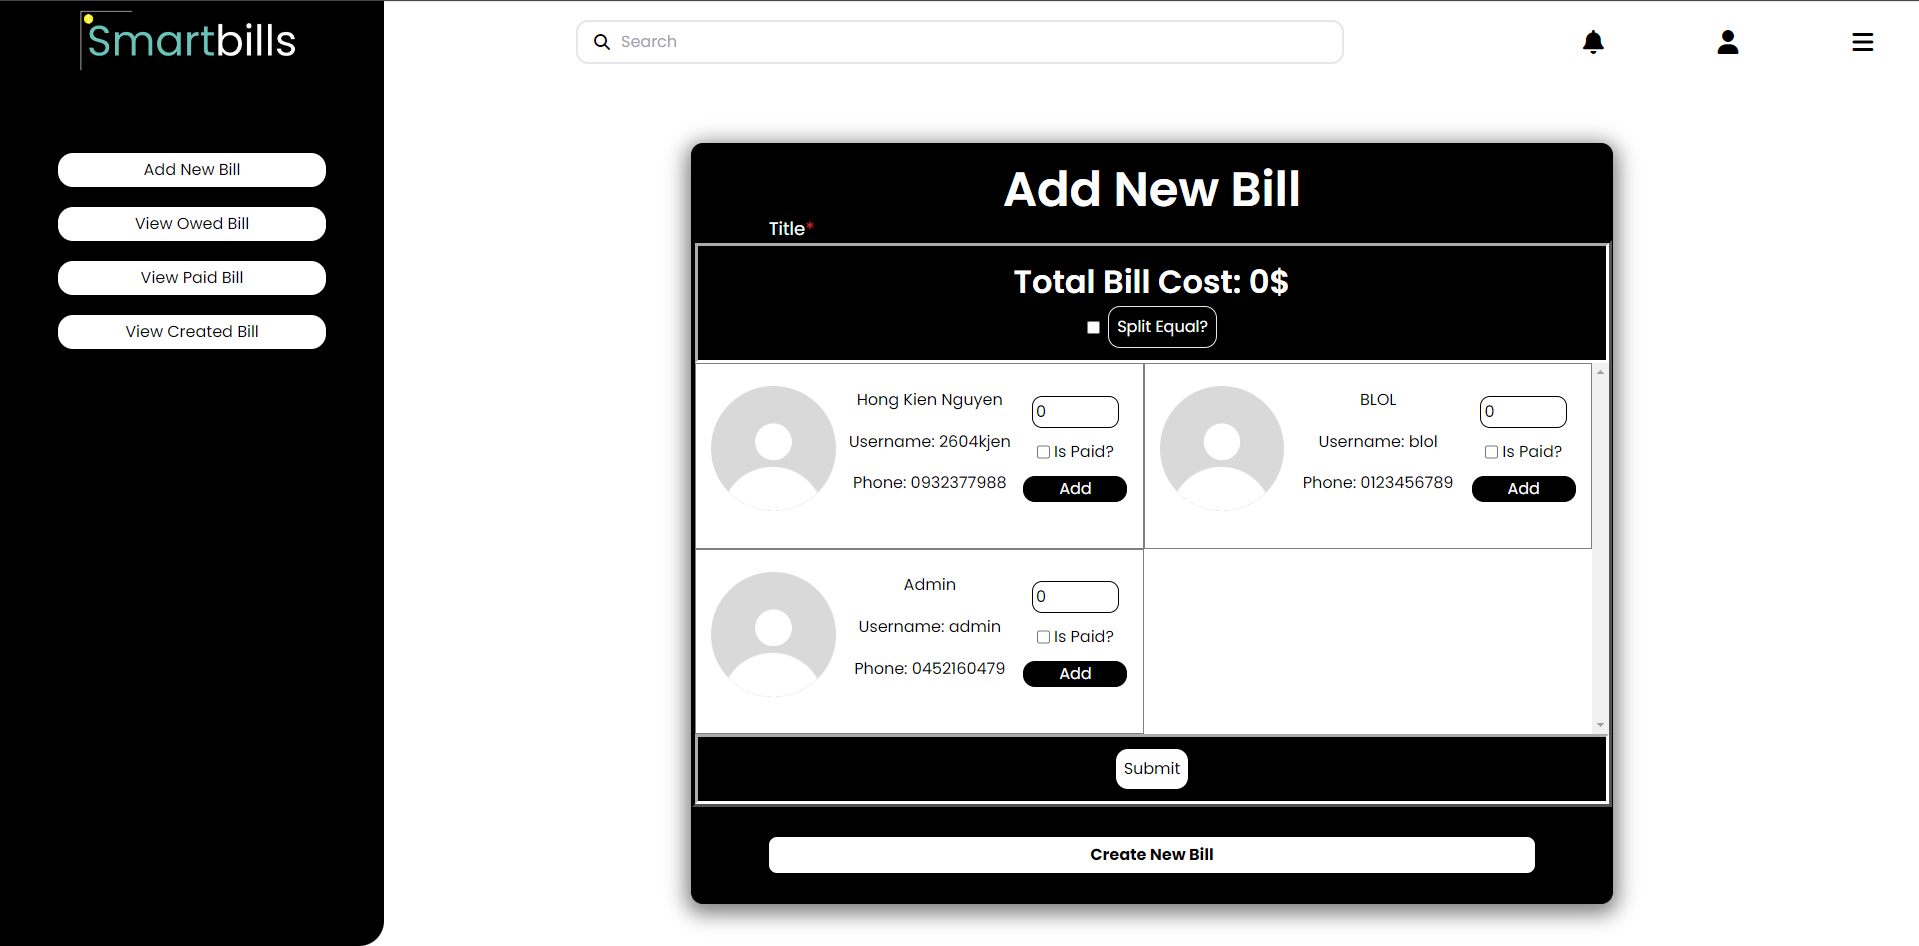 Smartbills
Search
Add New Bill
View Owed Bill
View Paid Bill
View Created Bill
Add New Bill
Title*
Total Bill Cost: 0$
Split Equal?
Hong Kien Nguyen
Username: 2604kjen
Phone: 0932377988
0
Is Paid?
Add
BLOL
Username: blol
Phone: 0123456789
0
Is Paid?
Add
Admin
Username: admin
Phone: 0452160479
0
Is Paid?
Add
Submit
Create New Bill